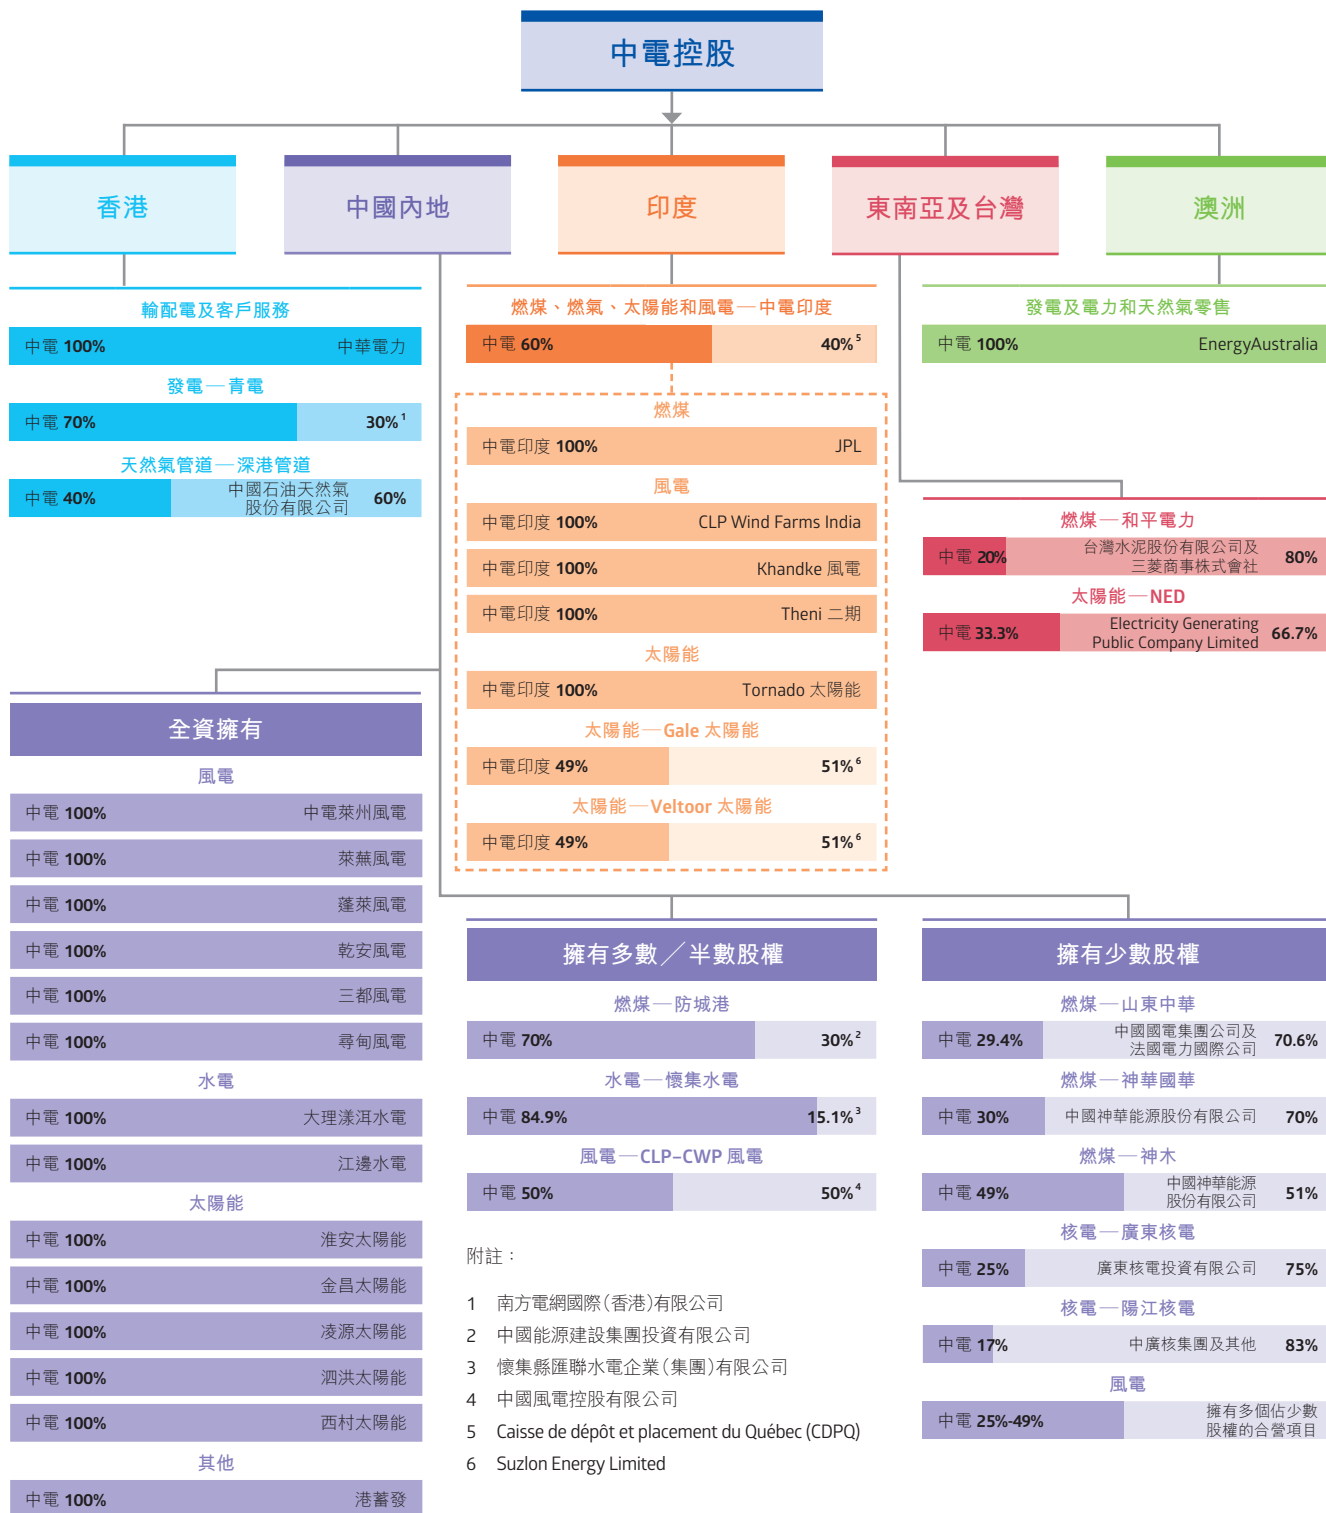 中電控股
香港
中國內地
印度
東南亞及台灣
澳洲
輸配電及客戶服務
中電 100% 中華電力
發電—青電
中電 70% 30% 1
天然氣管道—深港管道
中電 40% 中國石油天然氣
股份有限公司 60%
燃煤、燃氣、太陽能和風電—中電印度
中電 60% 40% 5
燃煤
中電印度 100% JPL
風電
中電印度 100% CLP Wind Farms India
中電印度 100% Khandke 風電
中電印度 100% Theni 二期
太陽能
中電印度 100% Tornado 太陽能
太陽能—Gale 太陽能
中電印度 49% 51% 6
太陽能—Veltoor 太陽能
中電印度 49% 51% 6
發電及電力和天然氣零售
中電 100% EnergyAustralia
燃煤—和平電力
中電 20% 台灣水泥股份有限公司及
三菱商事株式會社 80%
太陽能—NED
中電 33.3% Electricity Generating
Public Company Limited 66.7%
全資擁有
風電
中電 100% 中電萊州風電
中電 100% 萊蕪風電
中電 100% 蓬萊風電
中電 100% 乾安風電
中電 100% 三都風電
中電 100% 尋甸風電
水電
中電 100% 大理漾洱水電
中電 100% 江邊水電
太陽能
中電 100% 淮安太陽能
中電 100% 金昌太陽能
中電 100% 凌源太陽能
中電 100% 泗洪太陽能
中電 100% 西村太陽能
其他
中電 100% 港蓄發
擁有多數／半數股權
燃煤—防城港
中電 70% 30% 2
水電—懷集水電
中電 84.9% 15.1% 3
風電—CLP-CWP 風電
中電 50% 50% 4
附註：
1 南方電網國際（香港）有限公司
2 中國能源建設集團投資有限公司
3 懷集縣匯聯水電企業（集團）有限公司
4 中國風電控股有限公司
5 Caisse de dépôt et placement du Québec (CDPQ)
6 Suzlon Energy Limited
擁有少數股權
燃煤—山東中華
中電 29.4% 中國國電集團公司及
法國電力國際公司 70.6%
燃煤—神華國華
中電 30% 中國神華能源股份有限公司 70%
燃煤—神木
中電 49% 中國神華能源
股份有限公司 51%
核電—廣東核電
中電 25% 廣東核電投資有限公司 75%
核電—陽江核電
中電 17% 中廣核集團及其他 83%
風電
中電 25%-49% 擁有多個佔少數
股權的合營項目